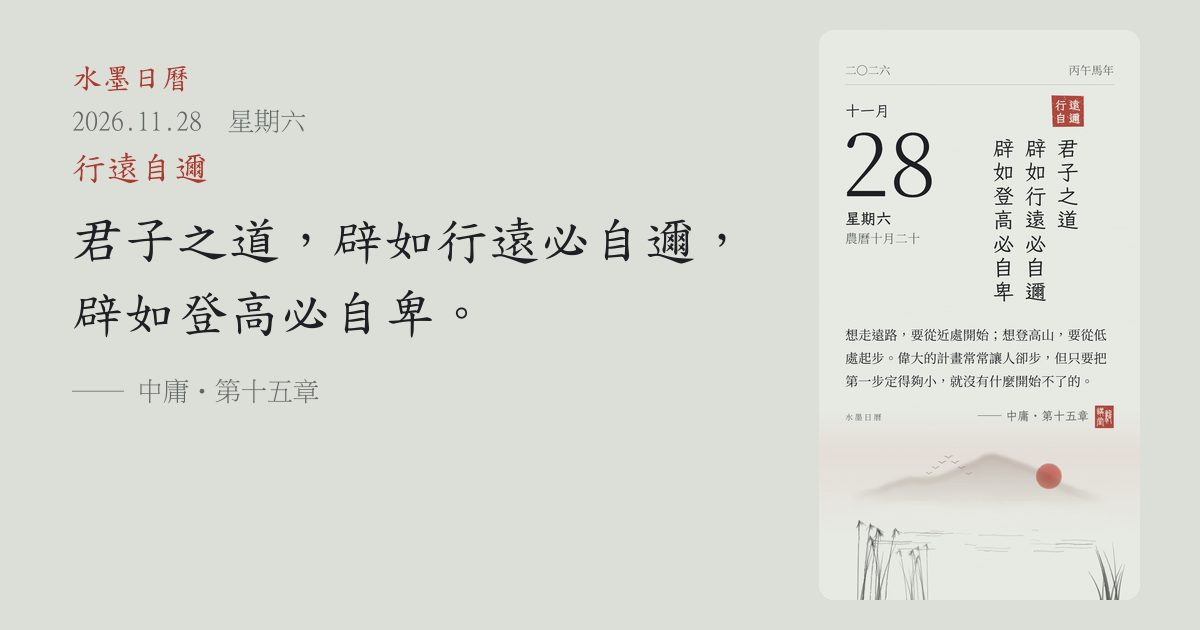 水墨日曆
2026.11.28 星期六
行遠自邇
君子之道，辟如行遠必自邇，
辟如登高必自卑。
—— 中庸・第十五章
二〇二六
丙午馬年
十一月
28
星期六
農曆十月二十
行遠自邇
君子之道
辟如行遠必自邇
辟如登高必自卑
想走遠路，要從近處開始；想登高山，要從低
處起步。偉大的計畫常常讓人卻步，但只要把
第一步定得夠小，就沒有什麼開始不了的。
水墨日曆
—— 中庸・第十五章